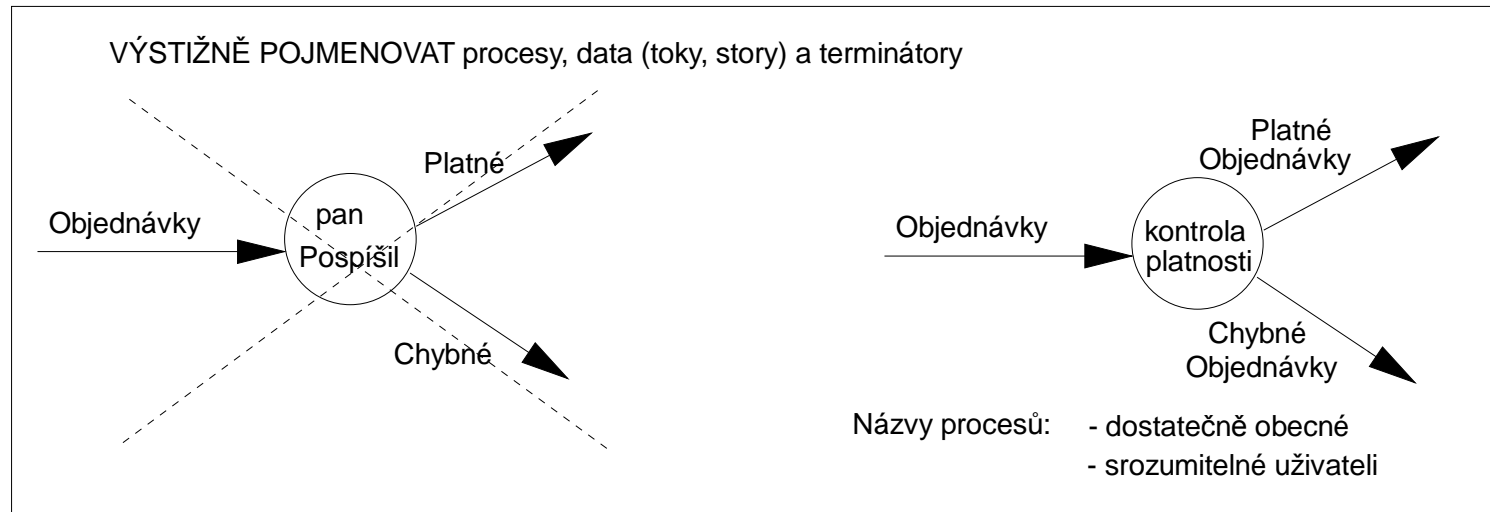 VÝSTIŽNĚ POJMENOVAT procesy, data (toky, story) a terminátory
Objednávky
pan
Pospíšil
Platné
Chybné
Objednávky
kontrola
platnosti
Platné
Objednávky
Chybné
Objednávky
Názvy procesů: - dostatečně obecné
- srozumitelné uživateli